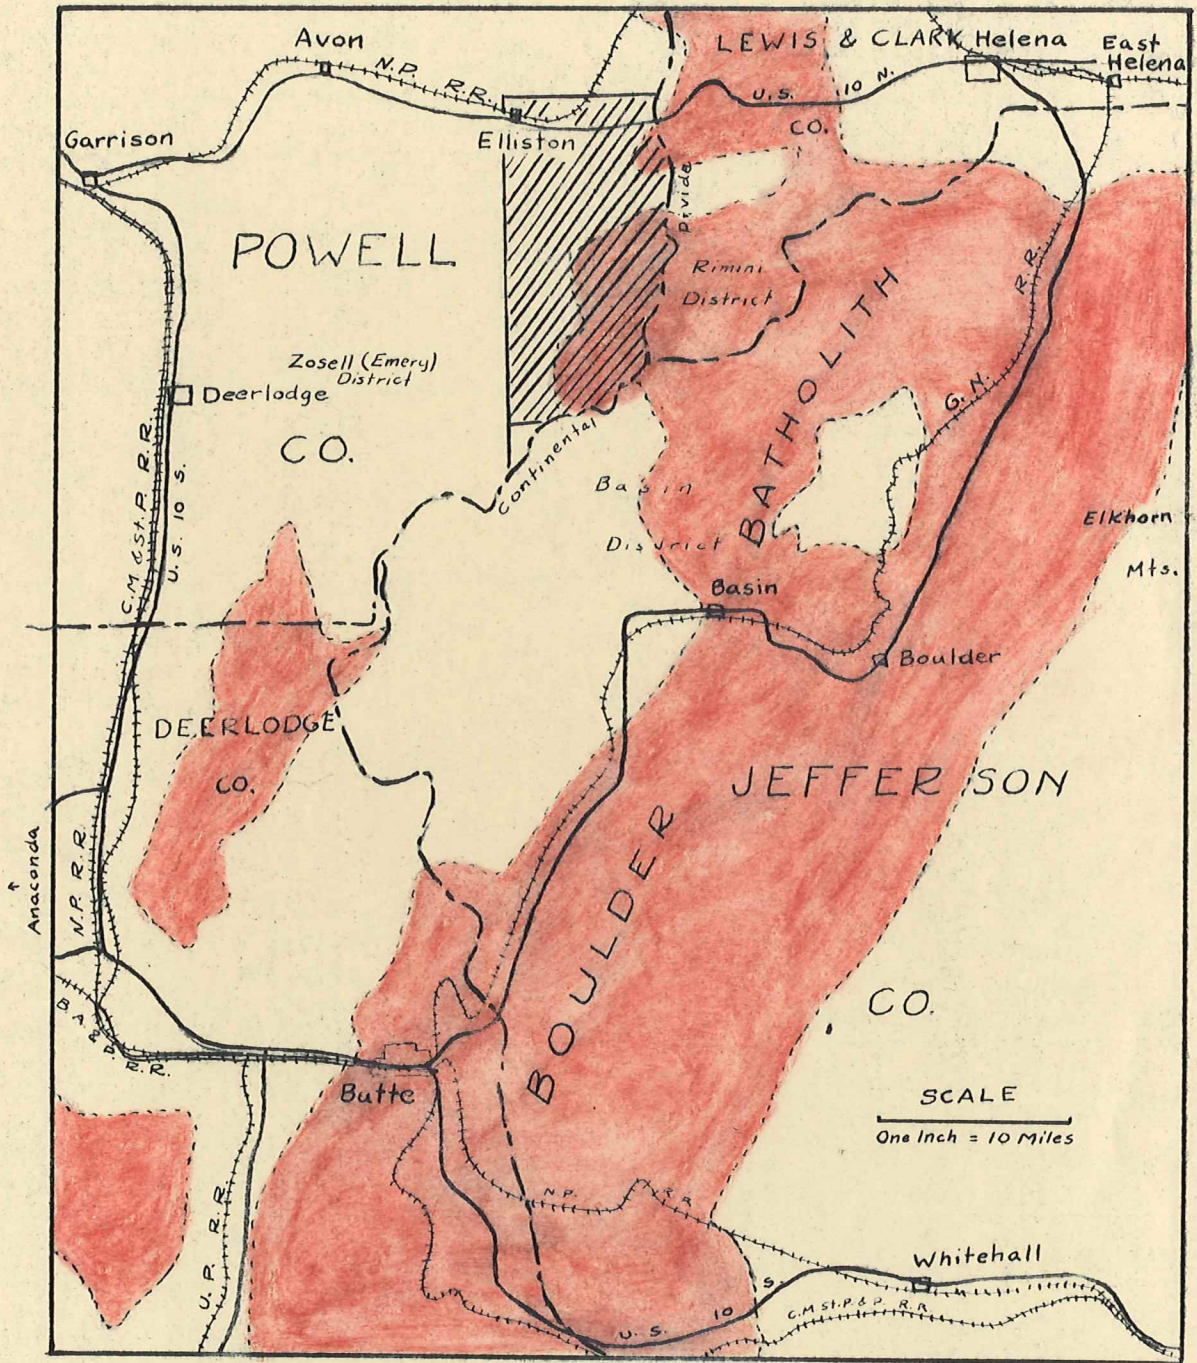 Avon
N.P. R.R.
LEWIS & CLARK
Helena
East
Helena
U.S. 10 N.
CO.
Garrison
Elliston
Divide
POWELL
Rimini
District
R.R.
Zosell (Emery)
District
Deerlodge
CO.
BATHOLITH
G.N.
Continental
C.M & St.P. R.R.
U.S. 10 S.
Basin
District
Elkhorn
Mts.
Basin
Boulder
DEERLODGE
CO.
JEFFERSON
BOULDER
Anaconda
N.P. R.R.
CO.
B A & P
R.R.
Butte
SCALE
One Inch = 10 Miles
N.P. R.R.
U.P. R.R.
Whitehall
U.S. 10 S.
C.M St.P. & P. R.R.